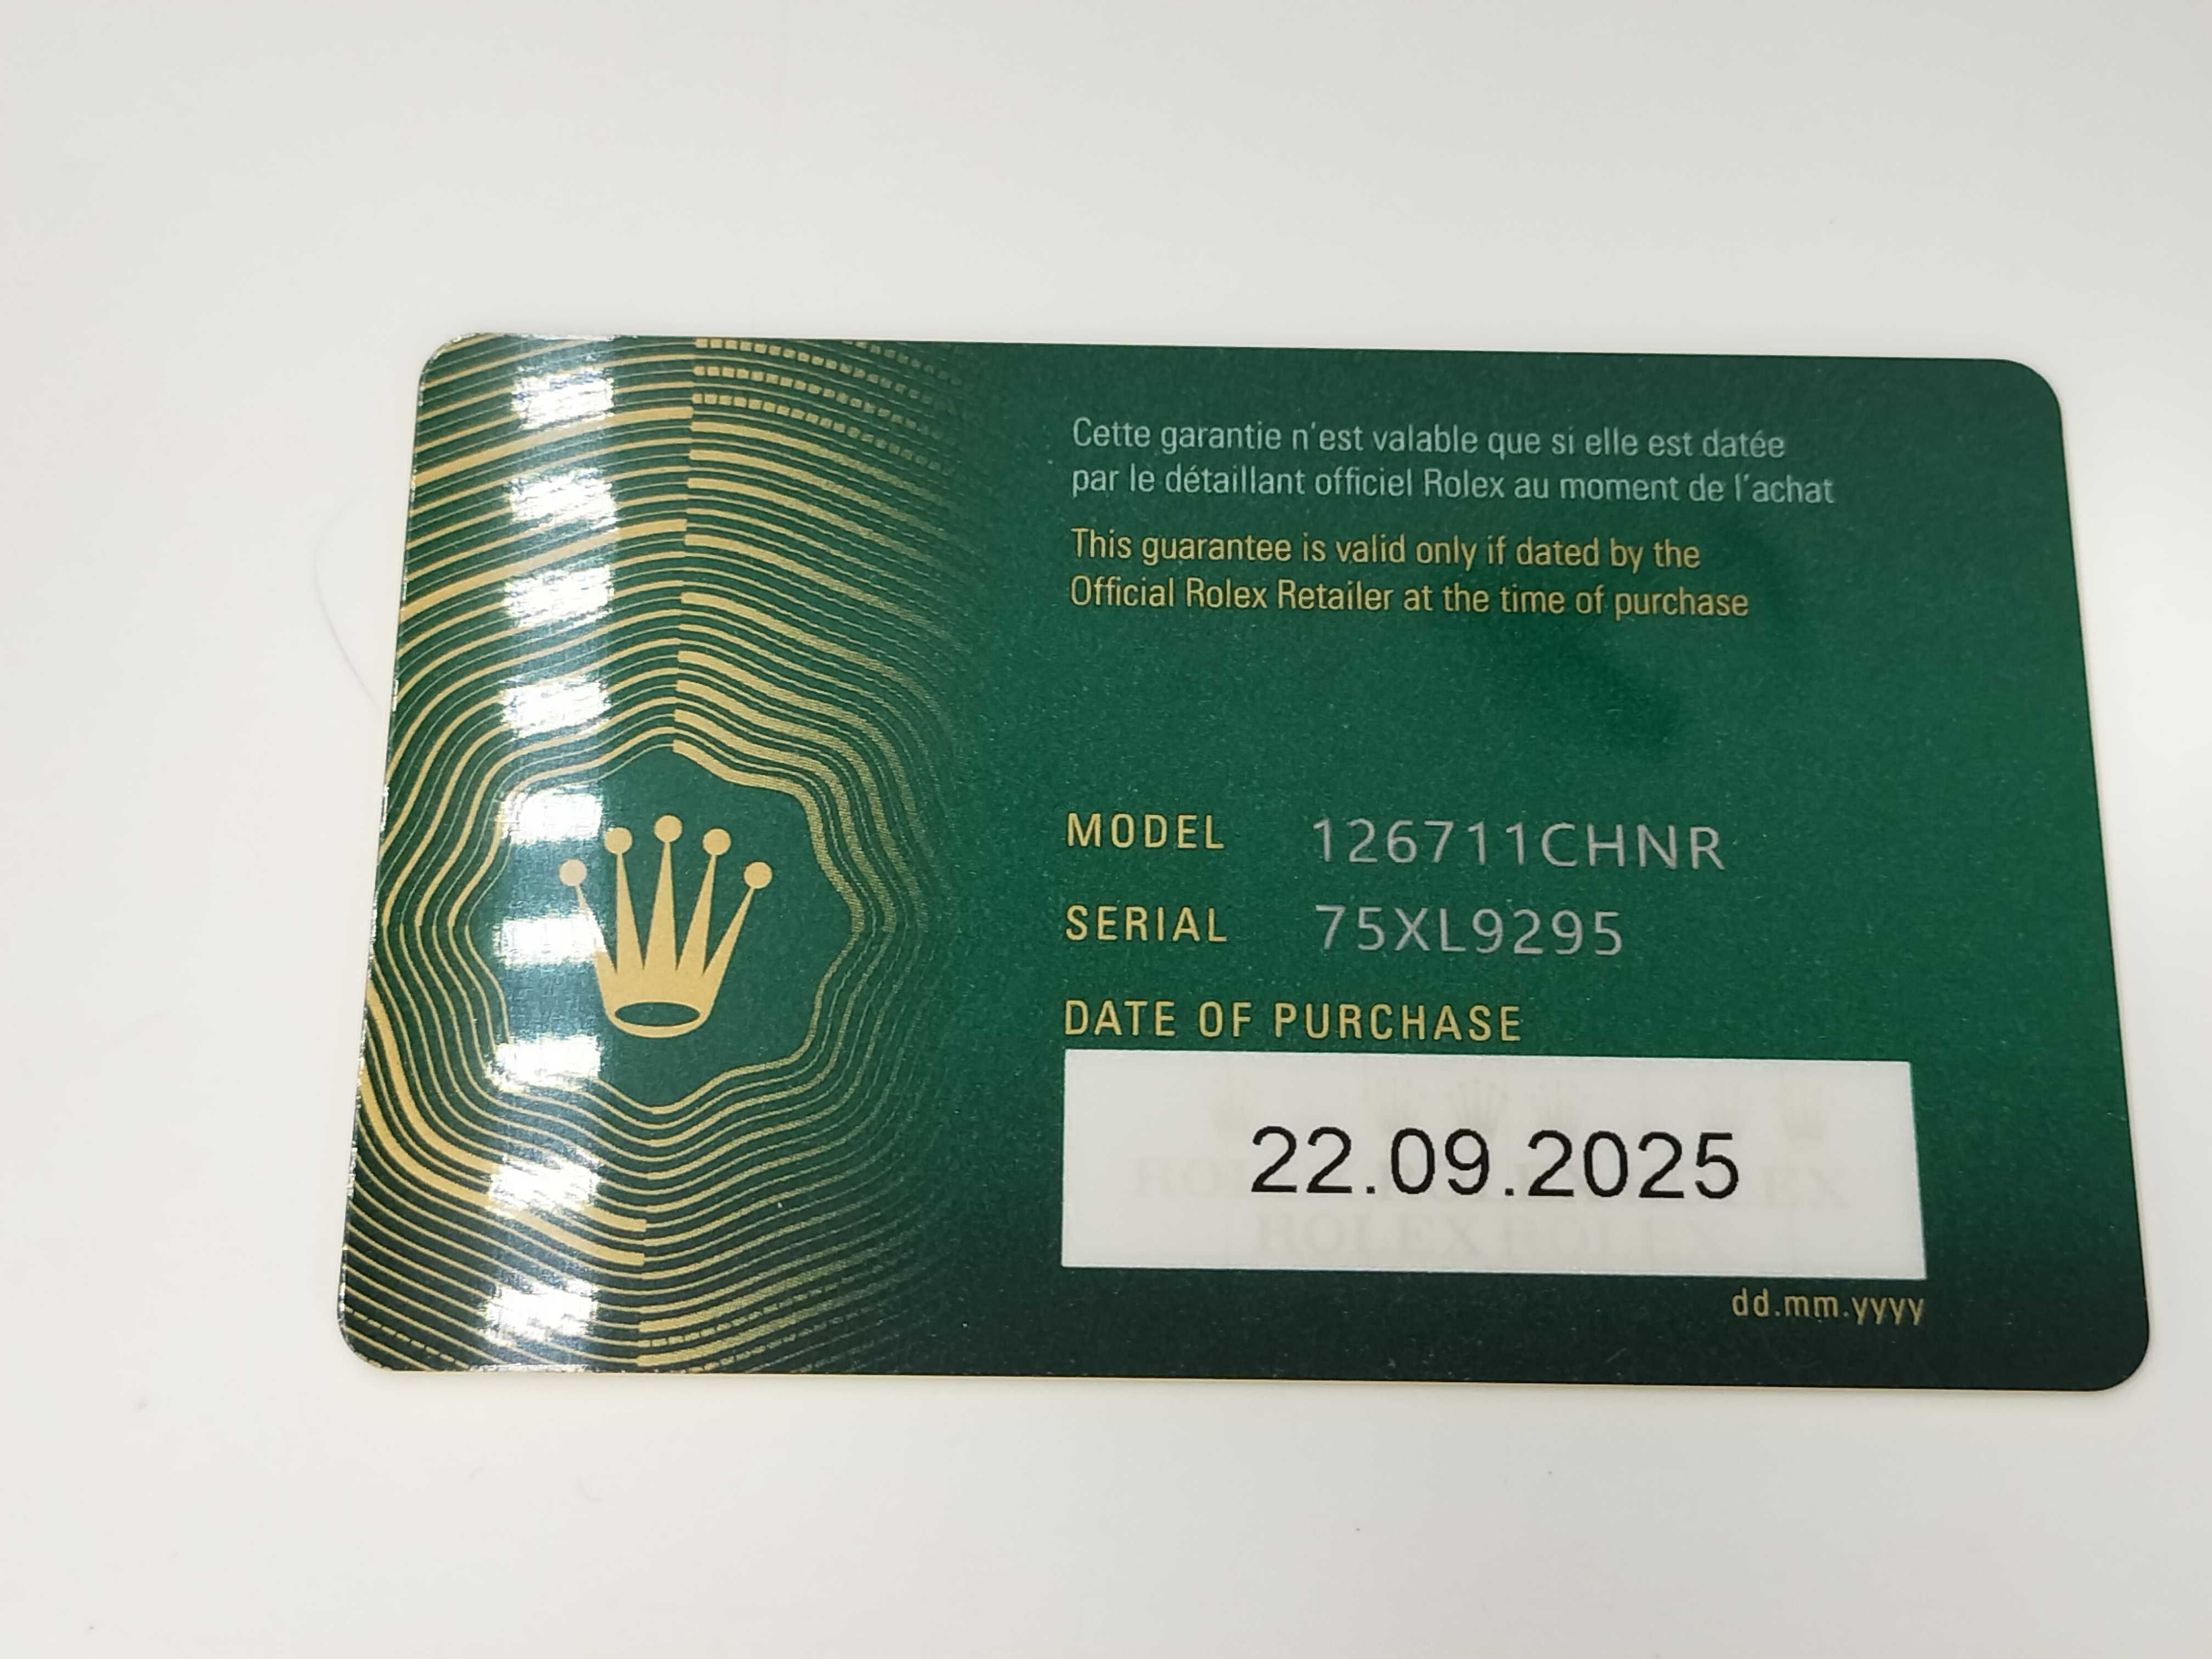 Cette garantie n'est valable que si elle est datée
par le détaillant officiel Rolex au moment de l'achat
This guarantee is valid only if dated by the
Official Rolex Retailer at the time of purchase
MODEL 126711CHNR
SERIAL 75XL9295
DATE OF PURCHASE
22.09.2025
ROLEX ROLEX
dd.mm.yyyy